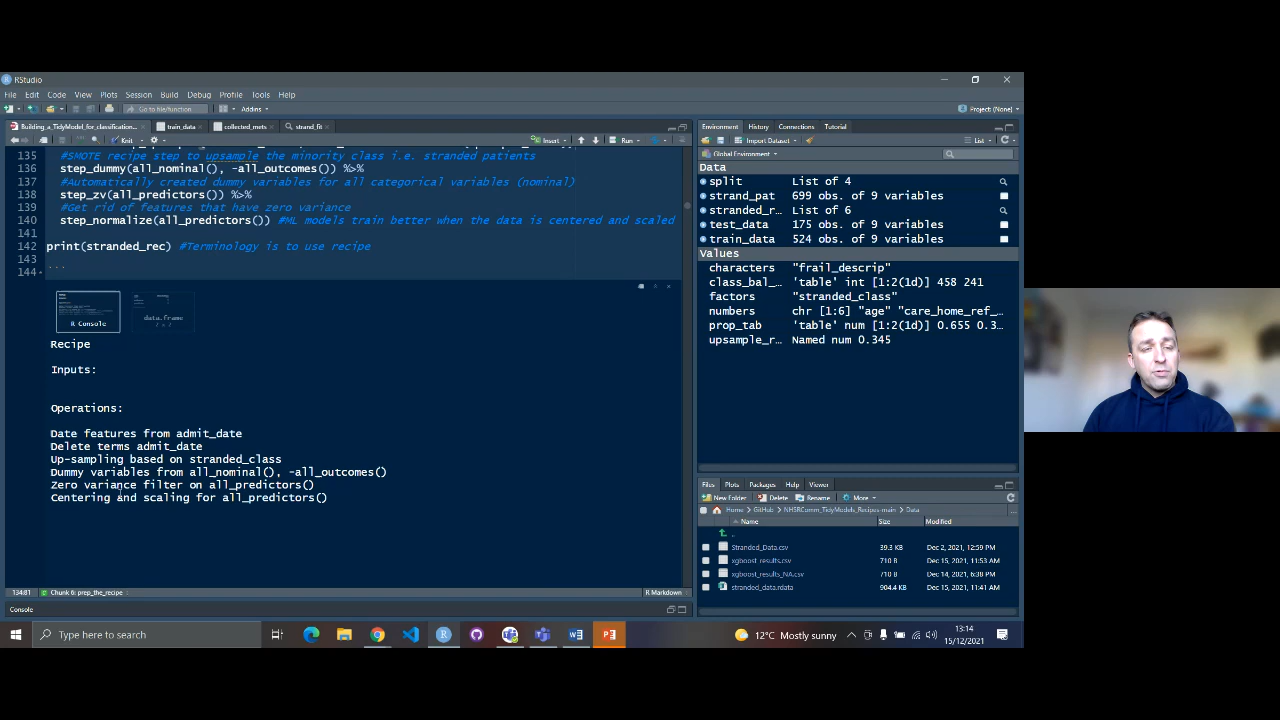 RStudio
File Edit Code View Plots Session Build Debug Profile Tools Help
Go to file/function Addins Project: (None)
Building_a_TidyModel_for_classification... train_data collected_mets strand_fit
Knit Insert Run
135 #SMOTE recipe step to upsample the minority class i.e. stranded patients
136 step_dummy(all_nominal(), -all_outcomes()) %>%
137 #Automatically created dummy variables for all categorical variables (nominal)
138 step_zv(all_predictors()) %>%
139 #Get rid of features that have zero variance
140 step_normalize(all_predictors()) #ML models train better when the data is centered and scaled
141
142 print(stranded_rec) #Terminology is to use recipe
143
144 ```
R Console
data.frame
Recipe
Inputs:
Operations:
Date features from admit_date
Delete terms admit_date
Up-sampling based on stranded_class
Dummy variables from all_nominal(), -all_outcomes()
Zero variance filter on all_predictors()
Centering and scaling for all_predictors()
134:81 Chunk 6: prep_the_recipe R Markdown
Console
Environment History Connections Tutorial
Import Dataset List
Global Environment
Data
split List of 4
strand_pat 699 obs. of 9 variables
stranded_r... List of 6
test_data 175 obs. of 9 variables
train_data 524 obs. of 9 variables
Values
characters "frail_descrip"
class_bal... 'table' int [1:2(1d)] 458 241
factors "stranded_class"
numbers chr [1:6] "age" "care_home_ref_...
prop_tab 'table' num [1:2(1d)] 0.655 0.3...
upsample_r... Named num 0.345
Files Plots Packages Help Viewer
New Folder Delete Rename More
Home GitHub NHSRComm_TidyModels_Recipes-main Data
Name Size Modified
..
Stranded_Data.csv 39.3 KB Dec 2, 2021, 12:59 PM
xgboost_results.csv 710 B Dec 15, 2021, 11:53 AM
xgboost_results_NA.csv 710 B Dec 14, 2021, 6:38 PM
stranded_data.rdata 904.4 KB Dec 15, 2021, 11:41 AM
Type here to search
12°C Mostly sunny
13:14
15/12/2021